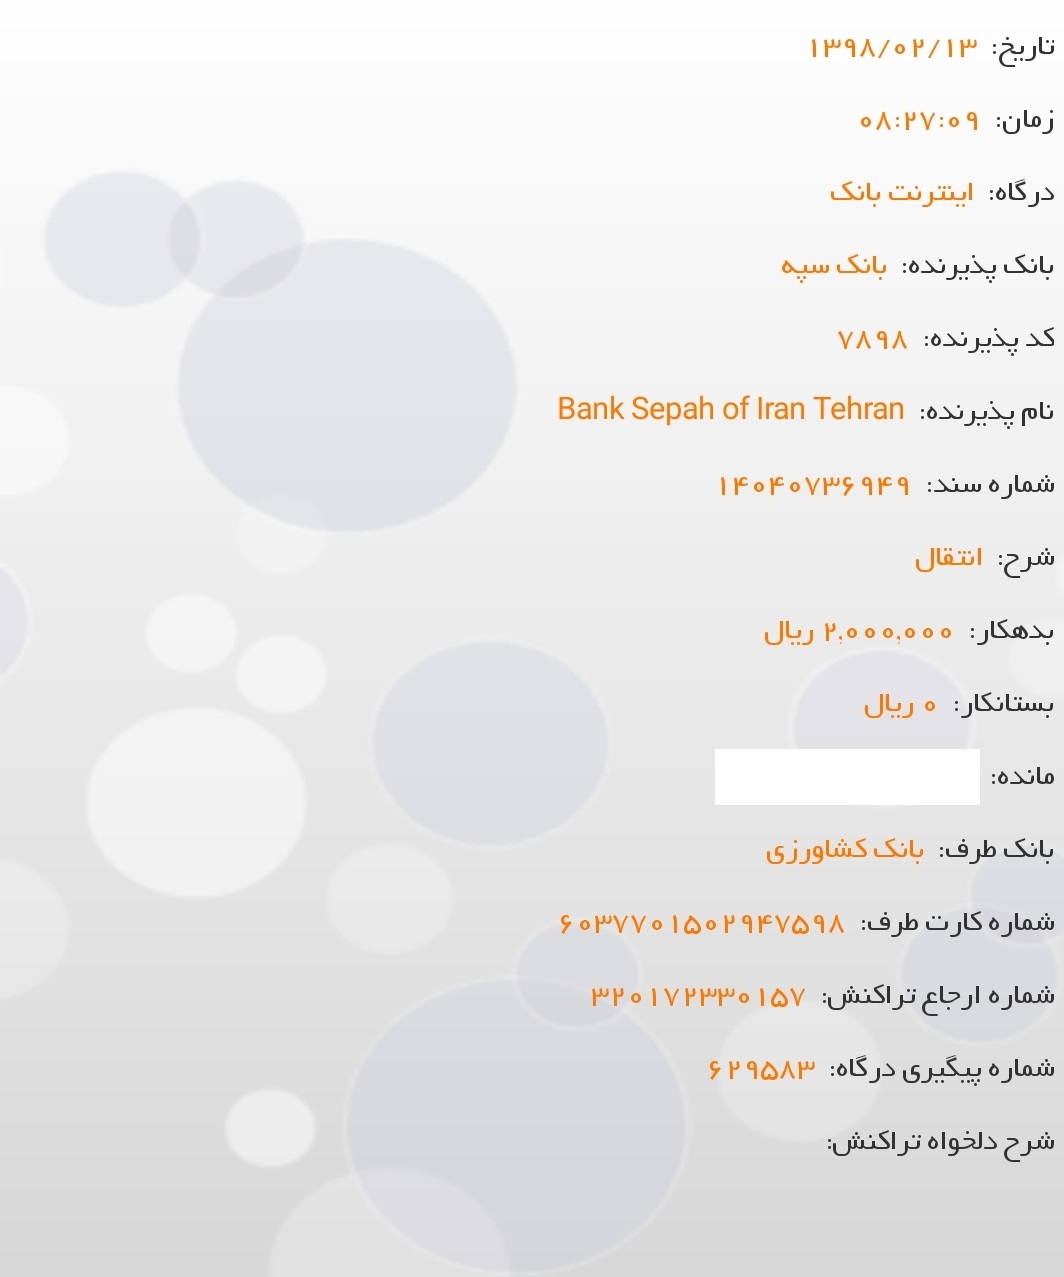 تاریخ: ۱۳۹۸/۰۲/۱۳
زمان: ۰۸:۲۷:۰۹
درگاه: اینترنت بانک
بانک پذیرنده: بانک سپه
کد پذیرنده: ۷۸۹۸
نام پذیرنده: Bank Sepah of Iran Tehran
شماره سند: ۱۴۰۴۰۷۳۶۹۴۹
شرح: انتقال
بدهکار: ۲,۰۰۰,۰۰۰ ریال
بستانکار: ۰ ریال
مانده:
بانک طرف: بانک کشاورزی
شماره کارت طرف: ۶۰۳۷۷۰۱۵۰۲۹۴۷۵۹۸
شماره ارجاع تراکنش: ۳۲۰۱۷۲۳۳۰۱۵۷
شماره پیگیری درگاه: ۶۲۹۵۸۳
شرح دلخواه تراکنش: